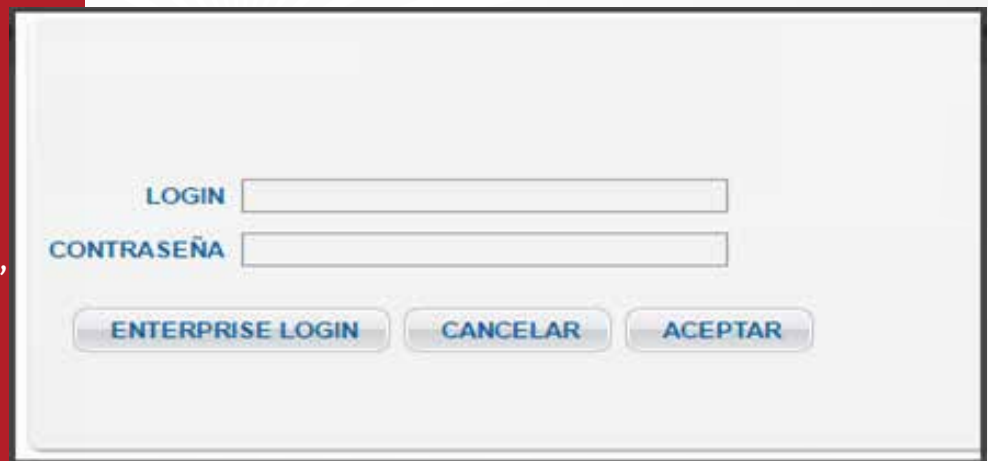 LOGIN
CONTRASEÑA
,
ENTERPRISE LOGIN CANCELAR ACEPTAR